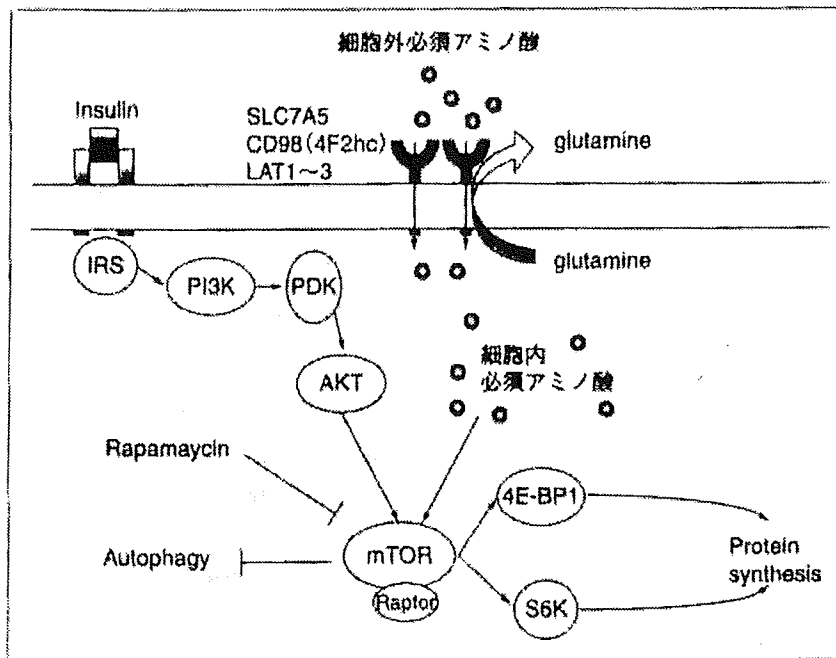 細胞外必須アミノ酸
Insulin
SLC7A5
CD98(4F2hc)
LAT1～3
glutamine
glutamine
IRS
PI3K
PDK
AKT
細胞内
必須アミノ酸
Rapamaycin
Autophagy
mTOR
Raptor
4E-BP1
S6K
Protein
synthesis